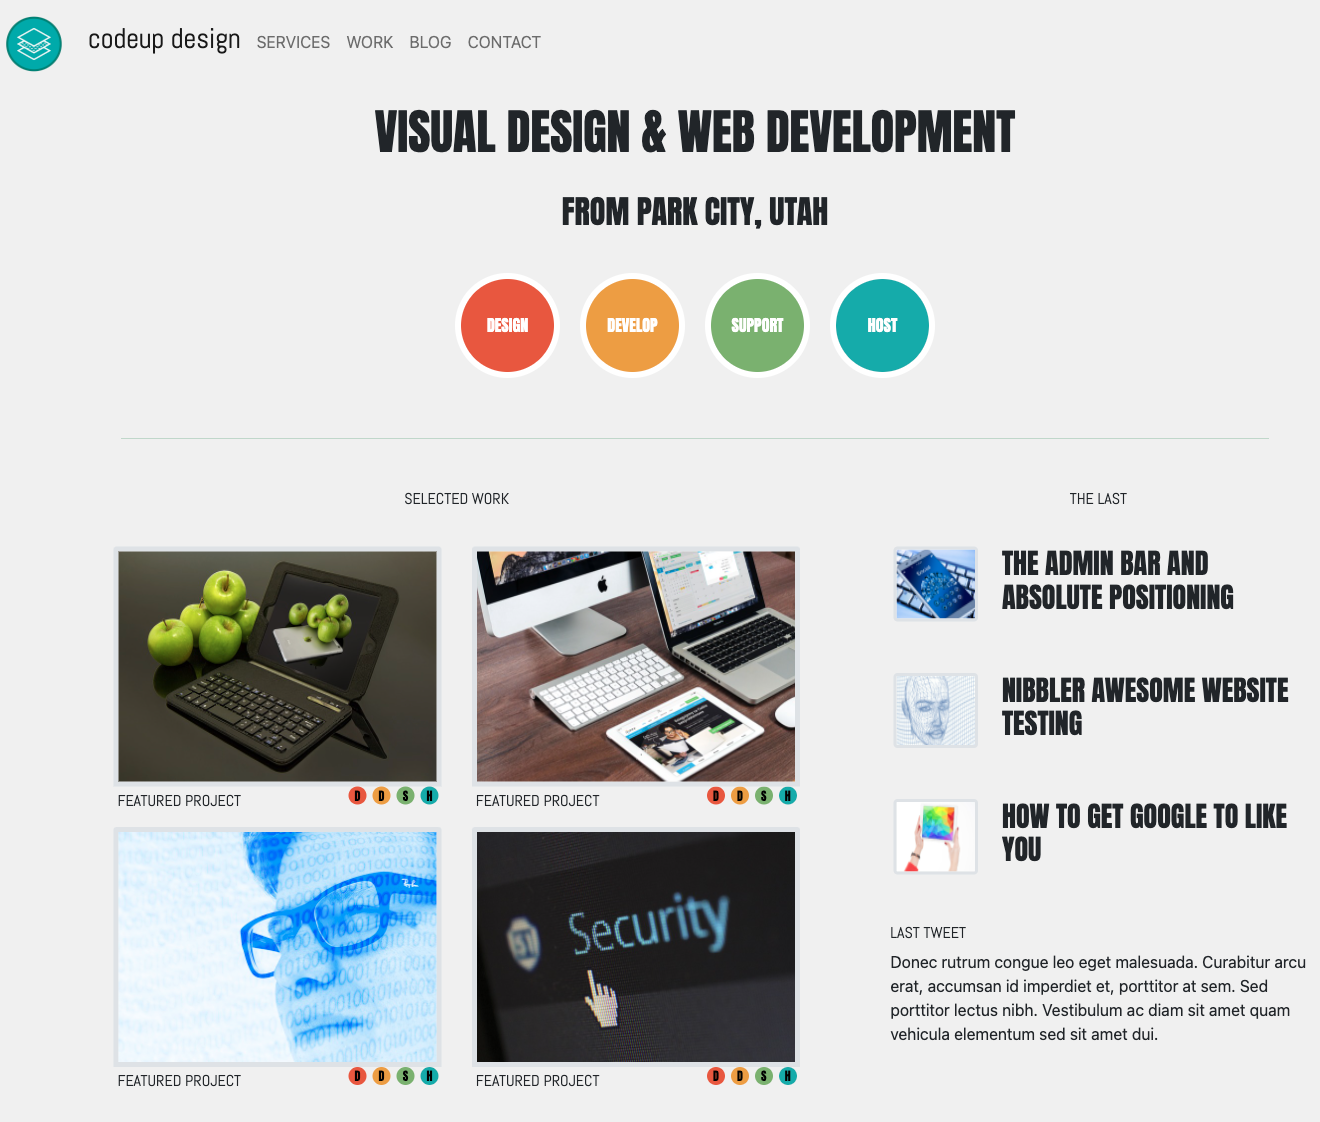 codeup design SERVICES WORK BLOG CONTACT
VISUAL DESIGN & WEB DEVELOPMENT
FROM PARK CITY, UTAH
DESIGN
DEVELOP
SUPPORT
HOST
SELECTED WORK
FEATURED PROJECT D D S H
Security
FEATURED PROJECT D D S H
FEATURED PROJECT D D S H
FEATURED PROJECT D D S H
THE LAST
THE ADMIN BAR AND
ABSOLUTE POSITIONING
NIBBLER AWESOME WEBSITE
TESTING
HOW TO GET GOOGLE TO LIKE
YOU
LAST TWEET
Donec rutrum congue leo eget malesuada. Curabitur arcu
erat, accumsan id imperdiet et, porttitor at sem. Sed
porttitor lectus nibh. Vestibulum ac diam sit amet quam
vehicula elementum sed sit amet dui.